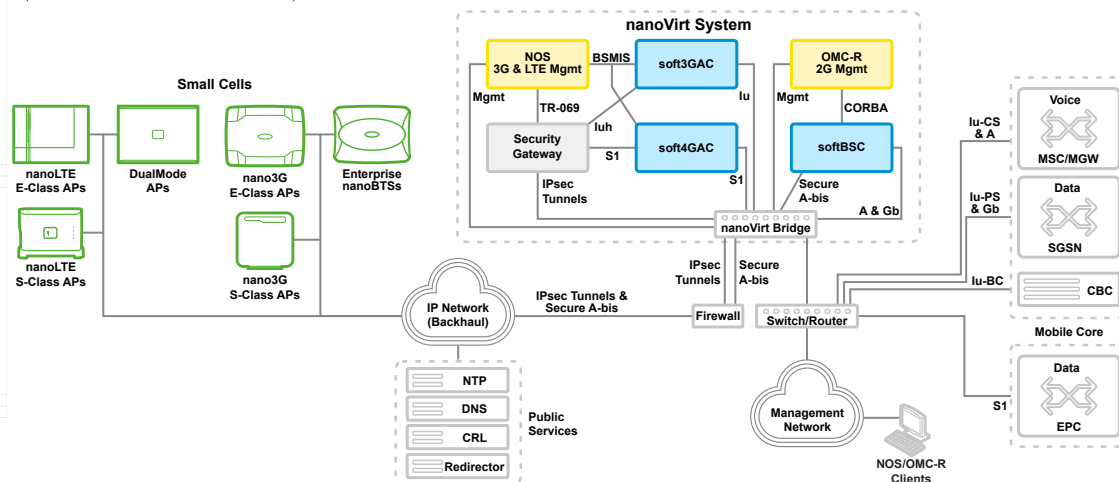 nanoVirt System
NOS
3G & LTE Mgmt
BSMIS
soft3GAC
OMC-R
2G Mgmt
Mgmt
TR-069
Iuh
Iu
Mgmt
CORBA
Security
Gateway
S1
soft4GAC
softBSC
IPsec
Tunnels
S1
Secure
A-bis
A & Gb
nanoVirt Bridge
Small Cells
nanoLTE
E-Class APs
DualMode
APs
nano3G
E-Class APs
Enterprise
nanoBTSs
nanoLTE
S-Class APs
nano3G
S-Class APs
IP Network
(Backhaul)
IPsec Tunnels &
Secure A-bis
IPsec
Tunnels
Secure
A-bis
Firewall
Switch/Router
Iu-CS
& A
Voice
MSC/MGW
Iu-PS
& Gb
Data
SGSN
Iu-BC
CBC
Mobile Core
Data
EPC
S1
NTP
DNS
CRL
Redirector
Public
Services
Management
Network
NOS/OMC-R
Clients